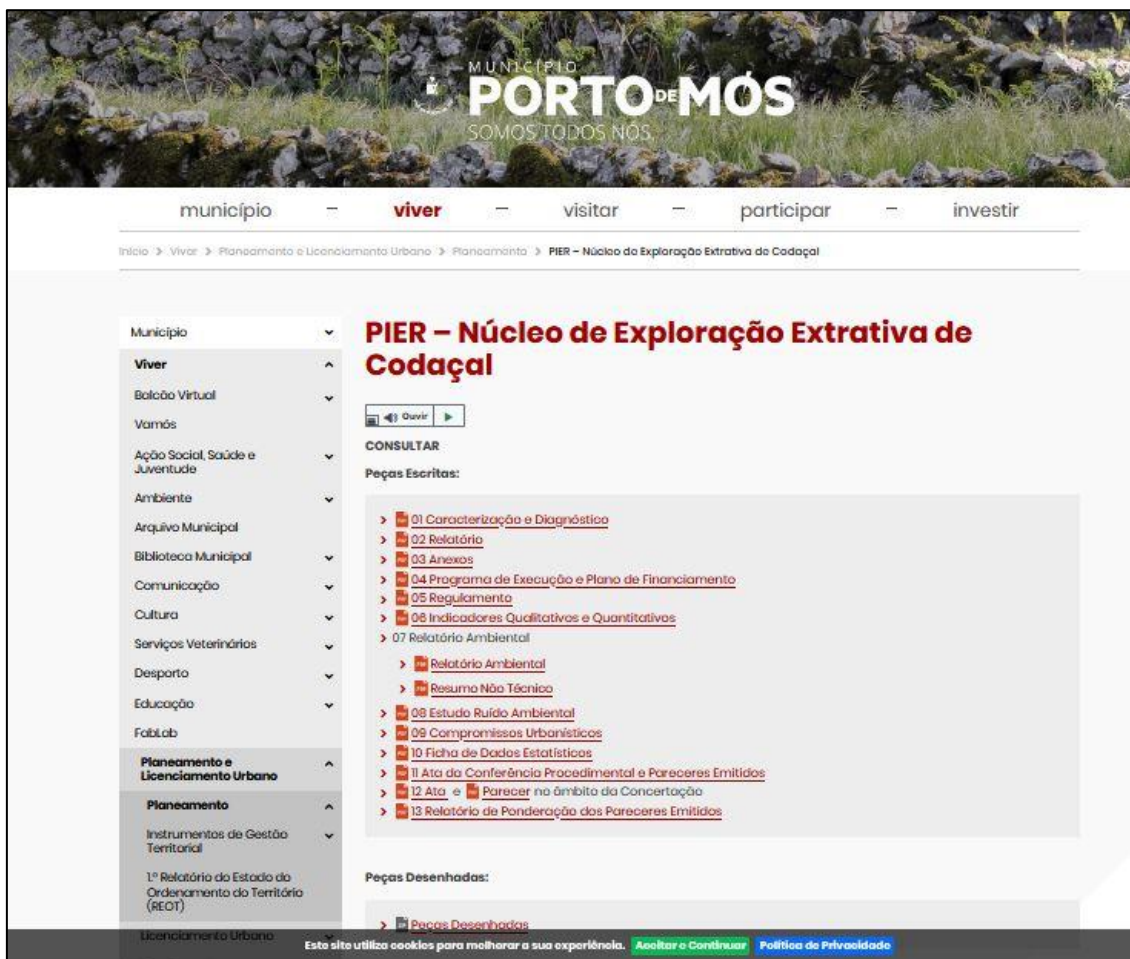 MUNICÍPIO
PORTO DE MÓS
SOMOS TODOS NÓS
município – viver – visitar – participar – investir
Início > Viver > Planeamento e Licenciamento Urbano > Planeamento > PIER – Núcleo de Exploração Extrativa de Codaçal
Município
Viver
Balcão Virtual
Vamós
Ação Social, Saúde e
Juventude
Ambiente
Arquivo Municipal
Biblioteca Municipal
Comunicação
Cultura
Serviços Veterinários
Desporto
Educação
FabLab
Planeamento e
Licenciamento Urbano
Planeamento
Instrumentos de Gestão
Territorial
1.º Relatório do Estado do
Ordenamento do Território
(REOT)
Licenciamento Urbano
PIER – Núcleo de Exploração Extrativa de
Codaçal
Ouvir
CONSULTAR
Peças Escritas:
> 01 Caracterização e Diagnóstico
> 02 Relatório
> 03 Anexos
> 04 Programa de Execução e Plano de Financiamento
> 05 Regulamento
> 06 Indicadores Qualitativos e Quantitativos
> 07 Relatório Ambiental
> Relatório Ambiental
> Resumo Não Técnico
> 08 Estudo Ruído Ambiental
> 09 Compromissos Urbanísticos
> 10 Ficha de Dados Estatísticos
> 11 Ata da Conferência Procedimental e Pareceres Emitidos
> 12 Ata e Parecer no âmbito da Concertação
> 13 Relatório de Ponderação dos Pareceres Emitidos
Peças Desenhadas:
> Peças Desenhadas
Este site utiliza cookies para melhorar a sua experiência. Aceitar e Continuar Política de Privacidade